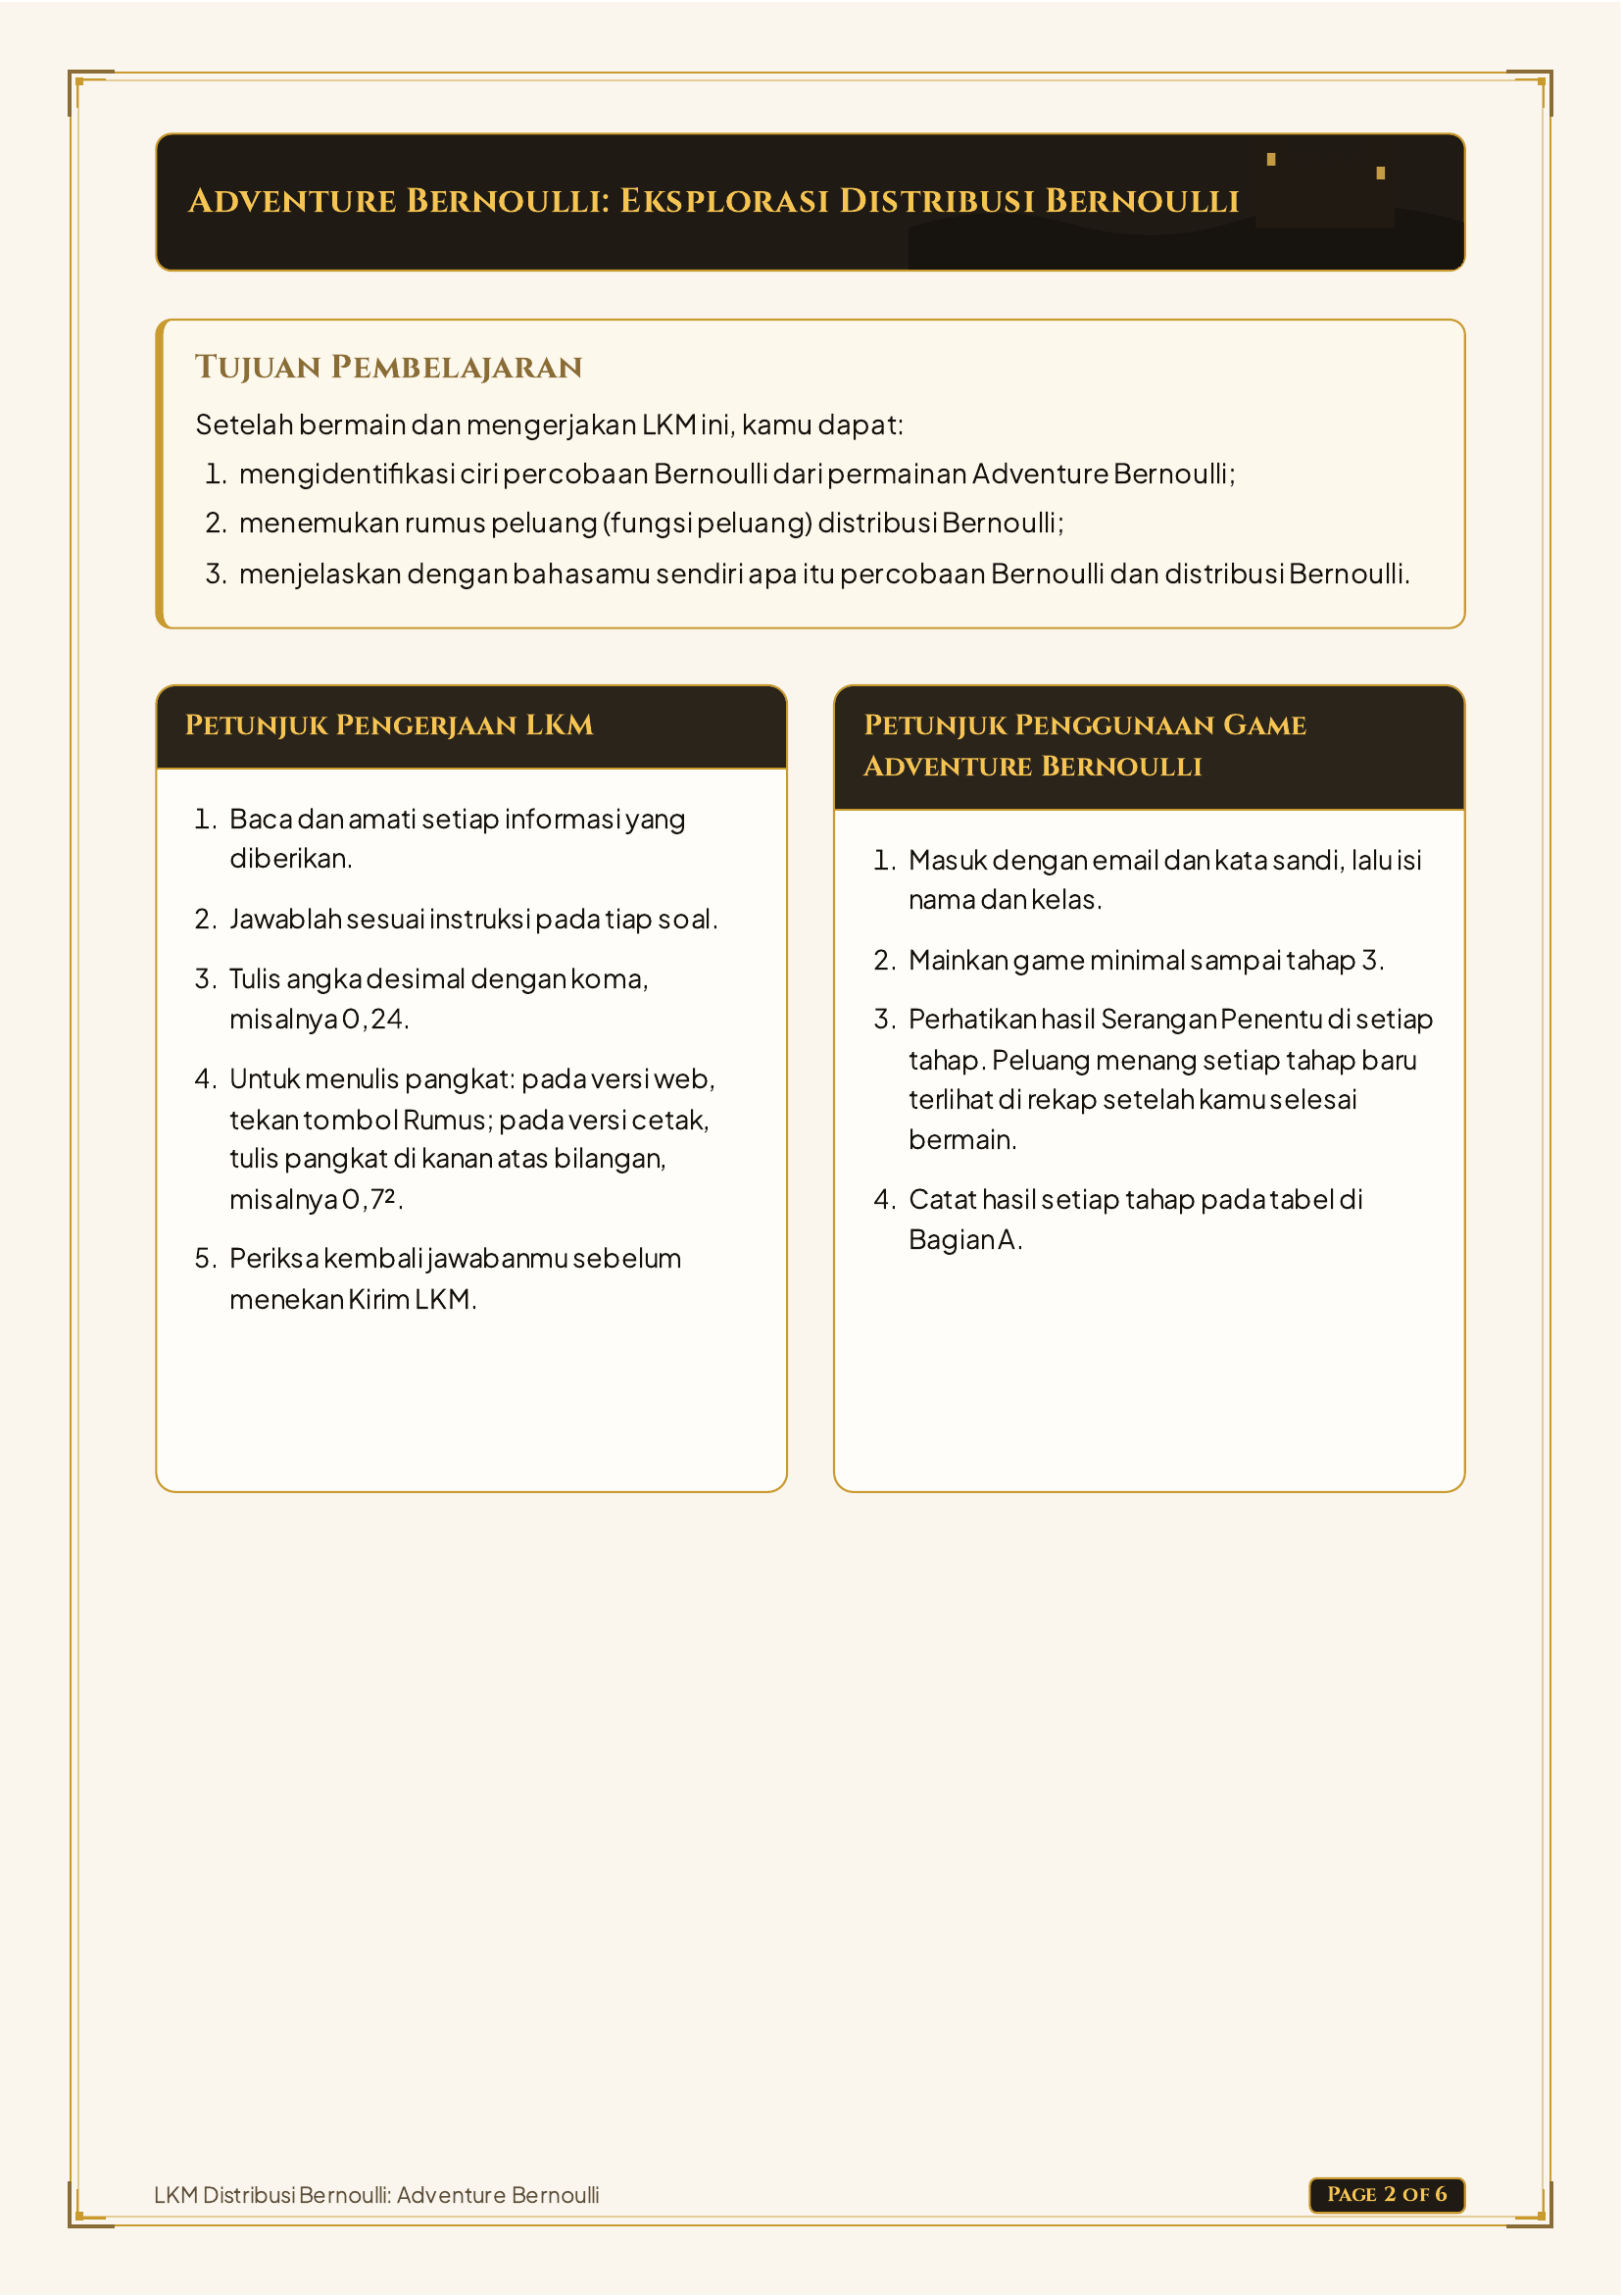 Adventure Bernoulli: Eksplorasi Distribusi Bernoulli
Tujuan Pembelajaran
Setelah bermain dan mengerjakan LKM ini, kamu dapat:
1. mengidentifikasi ciri percobaan Bernoulli dari permainan Adventure Bernoulli;
2. menemukan rumus peluang (fungsi peluang) distribusi Bernoulli;
3. menjelaskan dengan bahasamu sendiri apa itu percobaan Bernoulli dan distribusi Bernoulli.
Petunjuk Pengerjaan LKM
1. Baca dan amati setiap informasi yang
diberikan.
2. Jawablah sesuai instruksi pada tiap soal.
3. Tulis angka desimal dengan koma,
misalnya 0,24.
4. Untuk menulis pangkat: pada versi web,
tekan tombol Rumus; pada versi cetak,
tulis pangkat di kanan atas bilangan,
misalnya 0,7².
5. Periksa kembali jawabanmu sebelum
menekan Kirim LKM.
Petunjuk Penggunaan Game
Adventure Bernoulli
1. Masuk dengan email dan kata sandi, lalu isi
nama dan kelas.
2. Mainkan game minimal sampai tahap 3.
3. Perhatikan hasil Serangan Penentu di setiap
tahap. Peluang menang setiap tahap baru
terlihat di rekap setelah kamu selesai
bermain.
4. Catat hasil setiap tahap pada tabel di
Bagian A.
LKM Distribusi Bernoulli: Adventure Bernoulli
Page 2 of 6